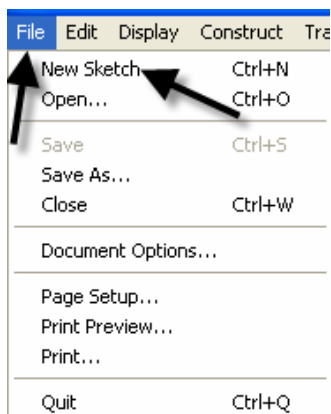 File Edit Display Construct Tra
New Sketch Ctrl+N
Open... Ctrl+O
Save Ctrl+S
Save As...
Close Ctrl+W
Document Options...
Page Setup...
Print Preview...
Print...
Quit Ctrl+Q